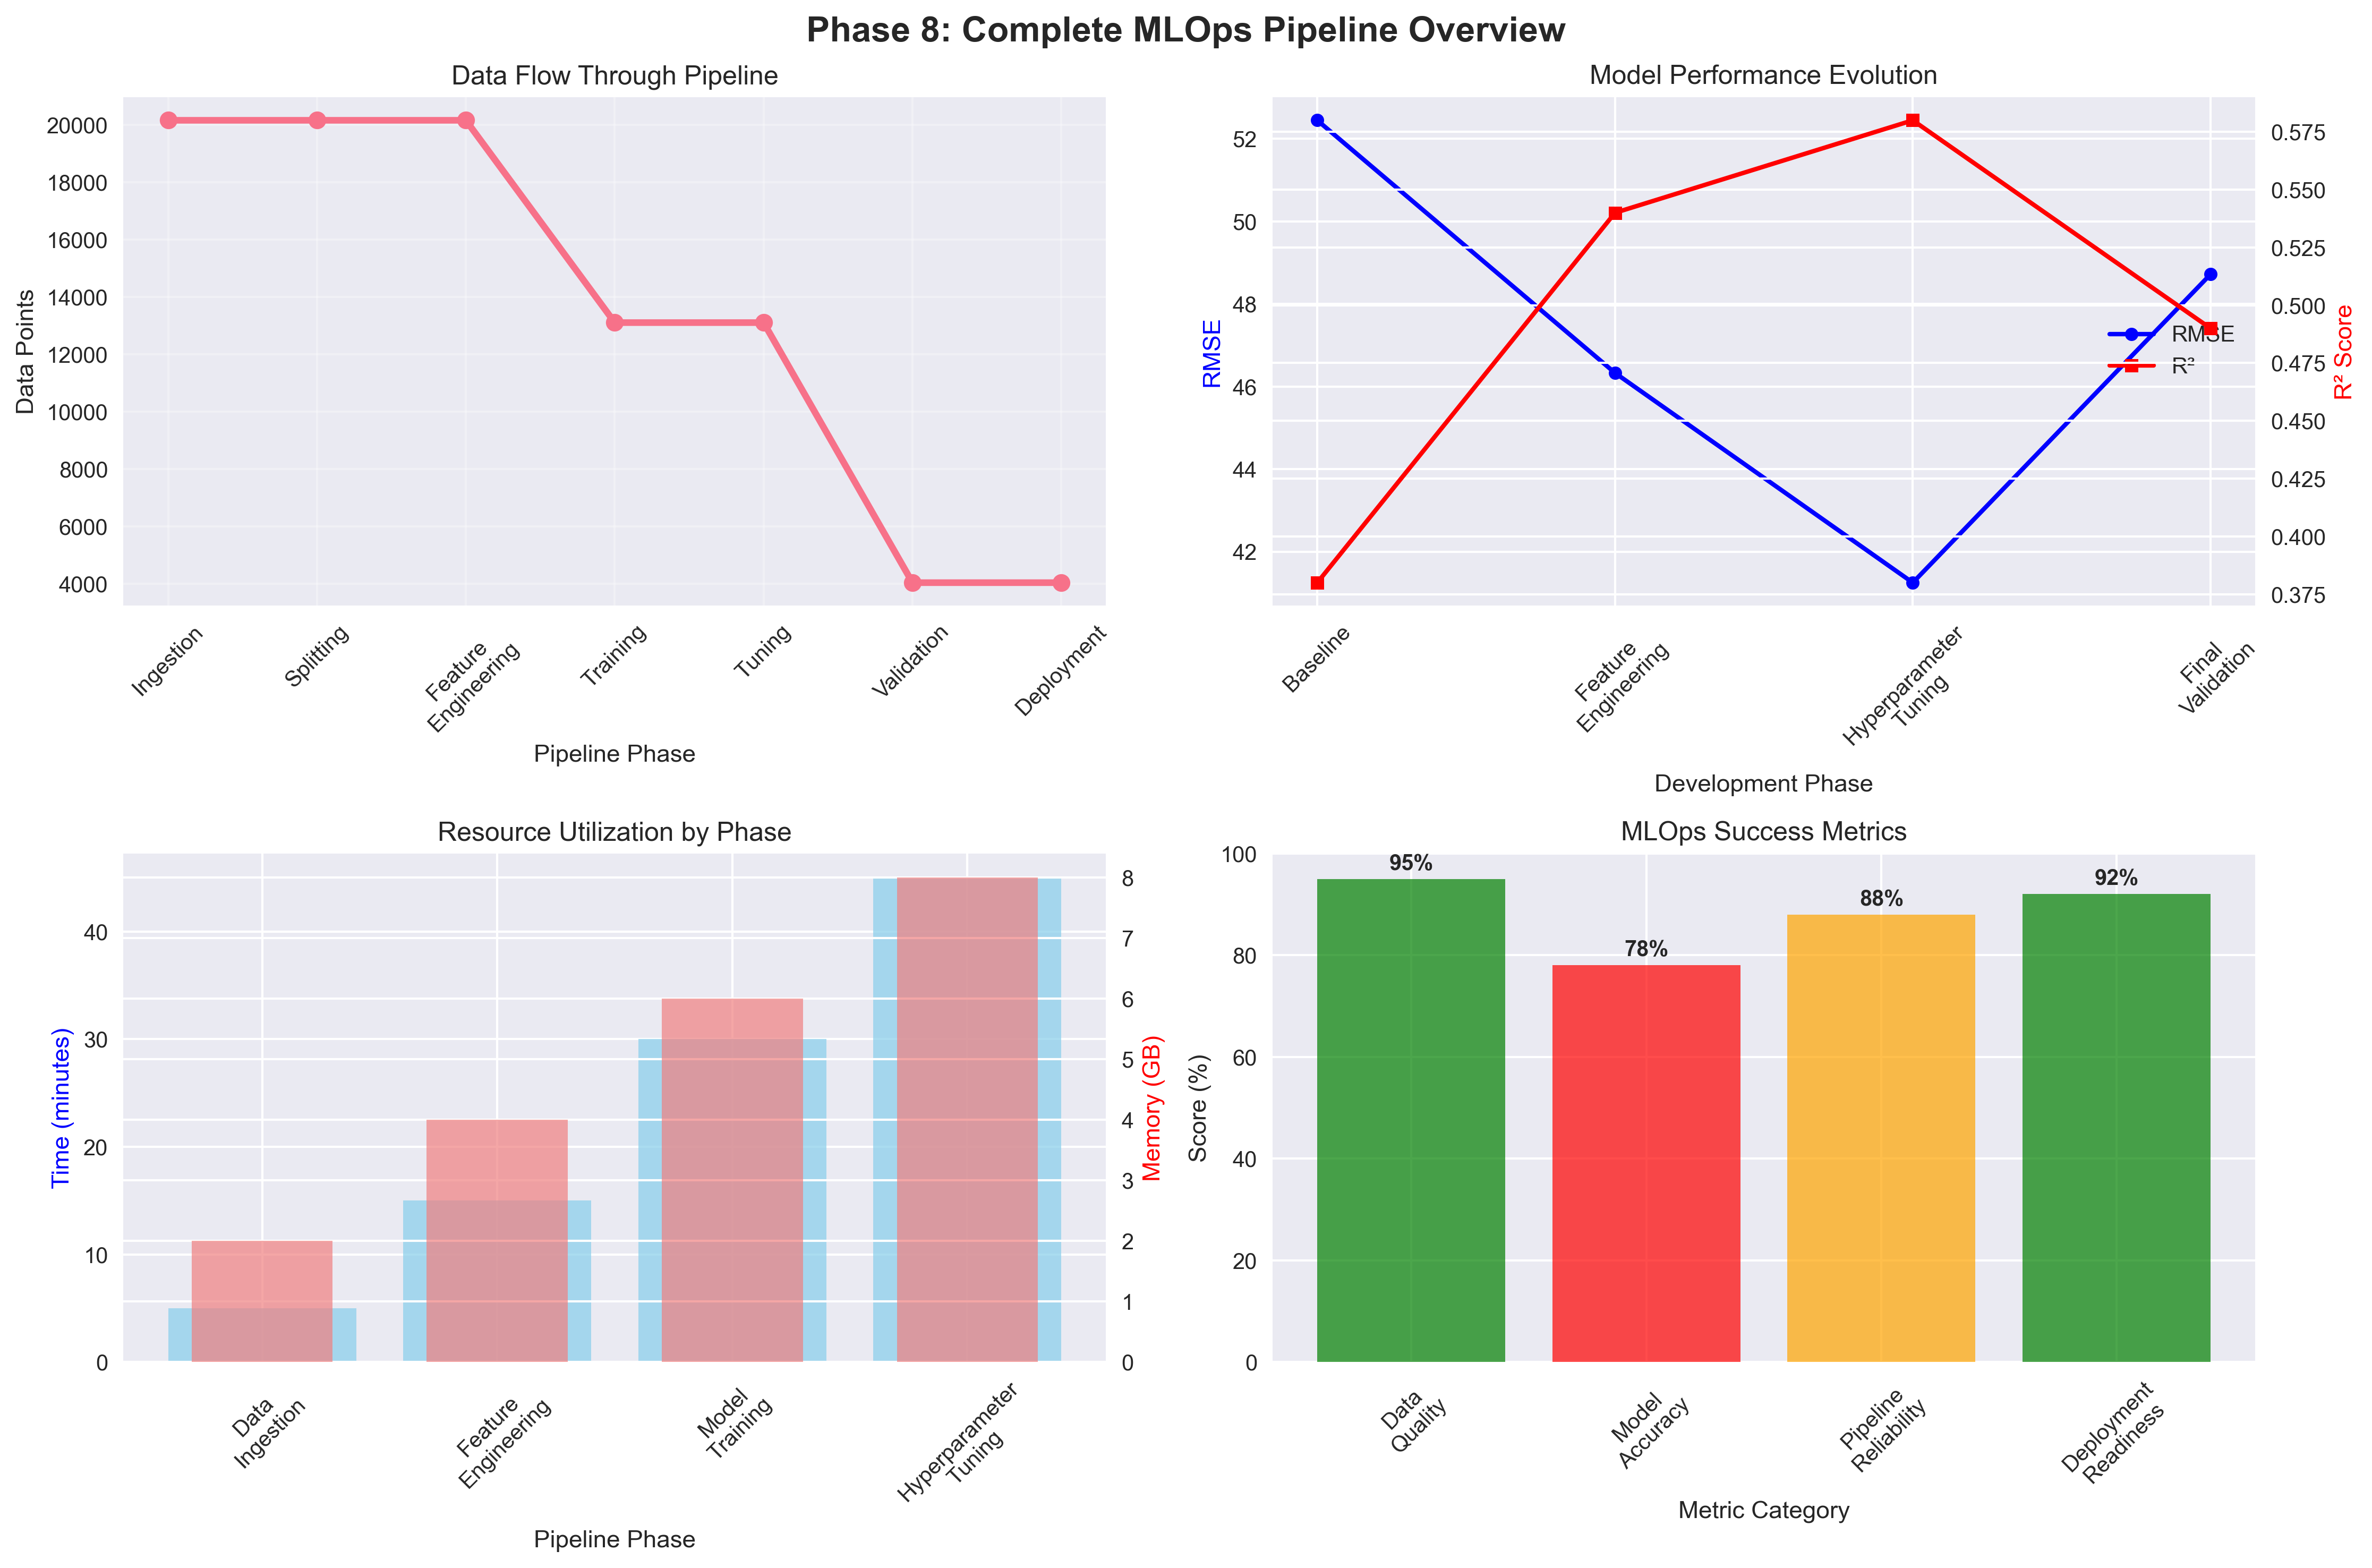 Phase 8: Complete MLOps Pipeline Overview
Data Flow Through Pipeline
Data Points
20000
18000
16000
14000
12000
10000
8000
6000
4000
Ingestion
Splitting
Feature
Engineering
Training
Tuning
Validation
Deployment
Pipeline Phase
Model Performance Evolution
RMSE
52
50
48
46
44
42
0.575
0.550
0.525
0.500
0.475
0.450
0.425
0.400
0.375
R² Score
RMSE
R²
Baseline
Feature
Engineering
Hyperparameter
Tuning
Final
Validation
Development Phase
Resource Utilization by Phase
Time (minutes)
40
30
20
10
0
8
7
6
5
4
3
2
1
0
Memory (GB)
Data
Ingestion
Feature
Engineering
Model
Training
Hyperparameter
Tuning
Pipeline Phase
MLOps Success Metrics
Score (%)
100
80
60
40
20
0
95%
78%
88%
92%
Data
Quality
Model
Accuracy
Pipeline
Reliability
Deployment
Readiness
Metric Category